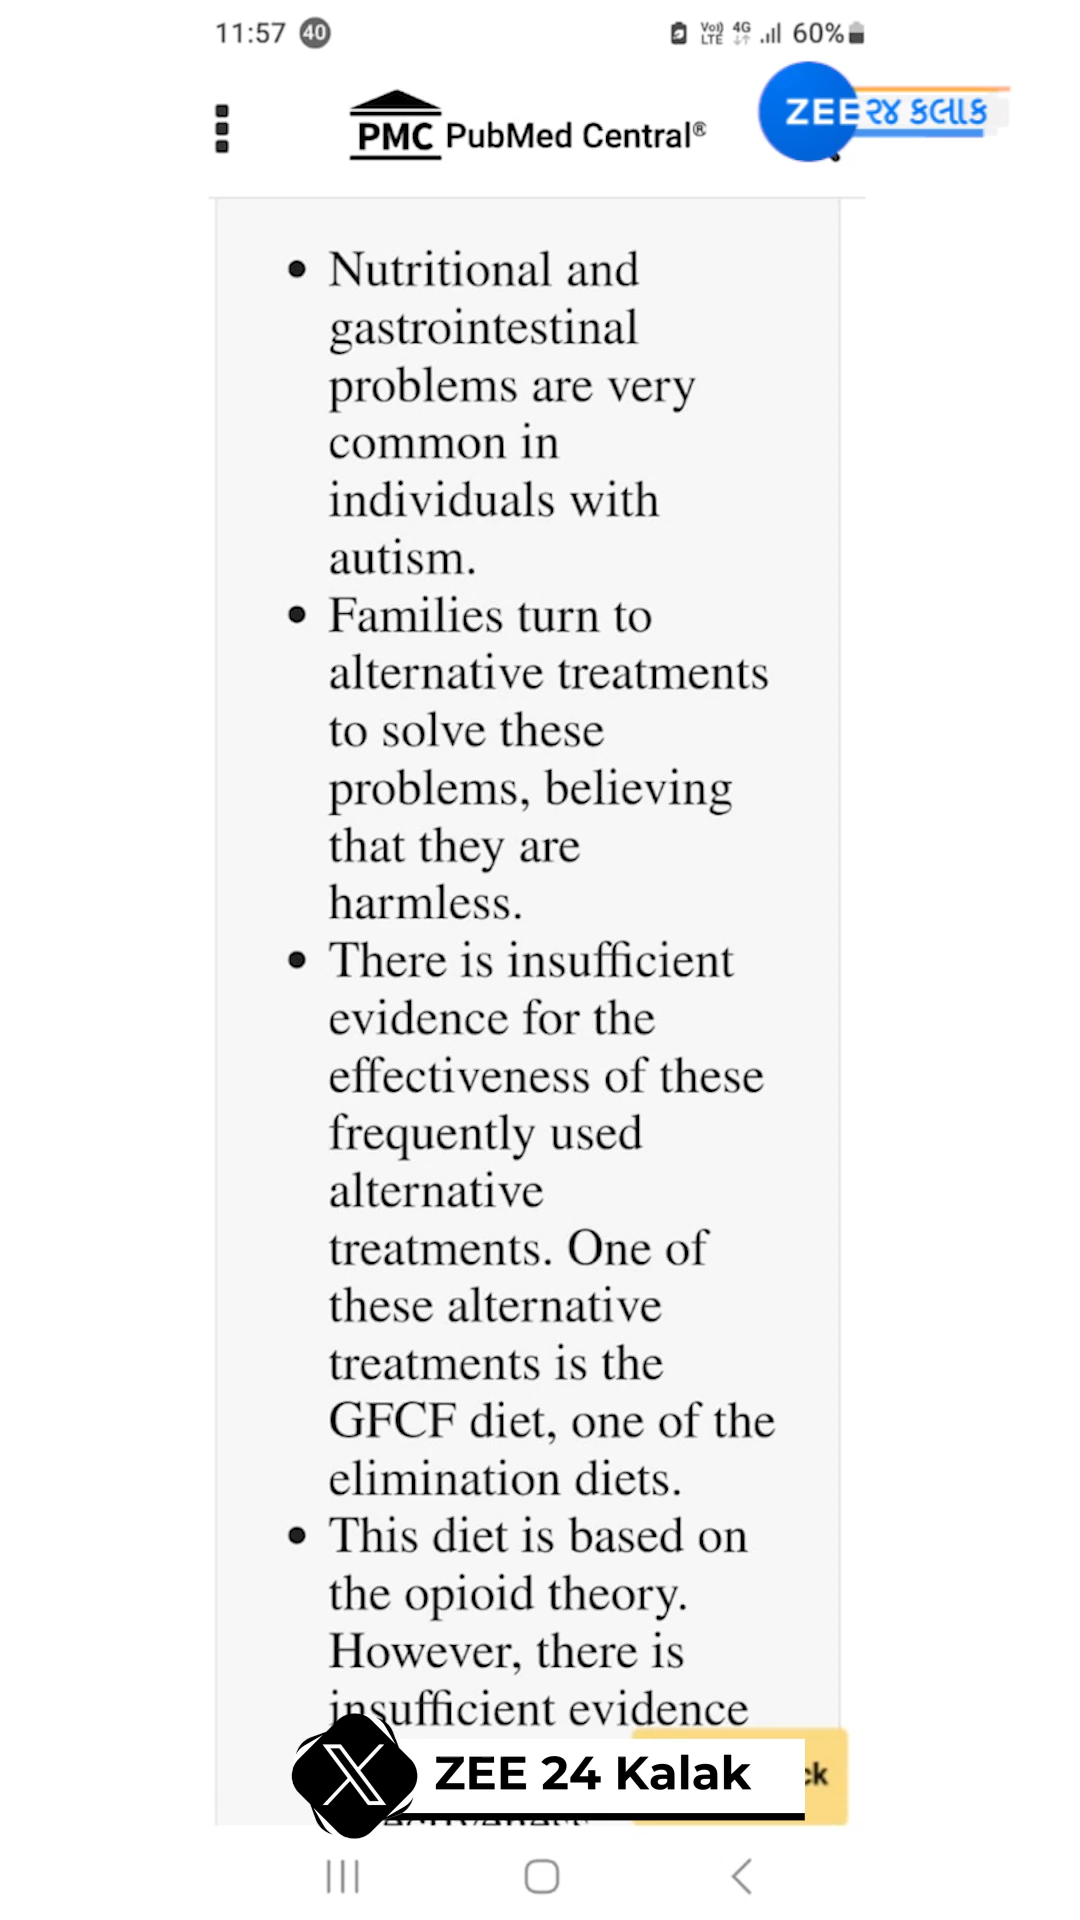 11:57 40 Vo) LTE 4G 60%
PMC PubMed Central®
ZEE ૨૪ કલાક
• Nutritional and
gastrointestinal
problems are very
common in
individuals with
autism.
• Families turn to
alternative treatments
to solve these
problems, believing
that they are
harmless.
• There is insufficient
evidence for the
effectiveness of these
frequently used
alternative
treatments. One of
these alternative
treatments is the
GFCF diet, one of the
elimination diets.
• This diet is based on
the opioid theory.
However, there is
insufficient evidence
X ZEE 24 Kalak